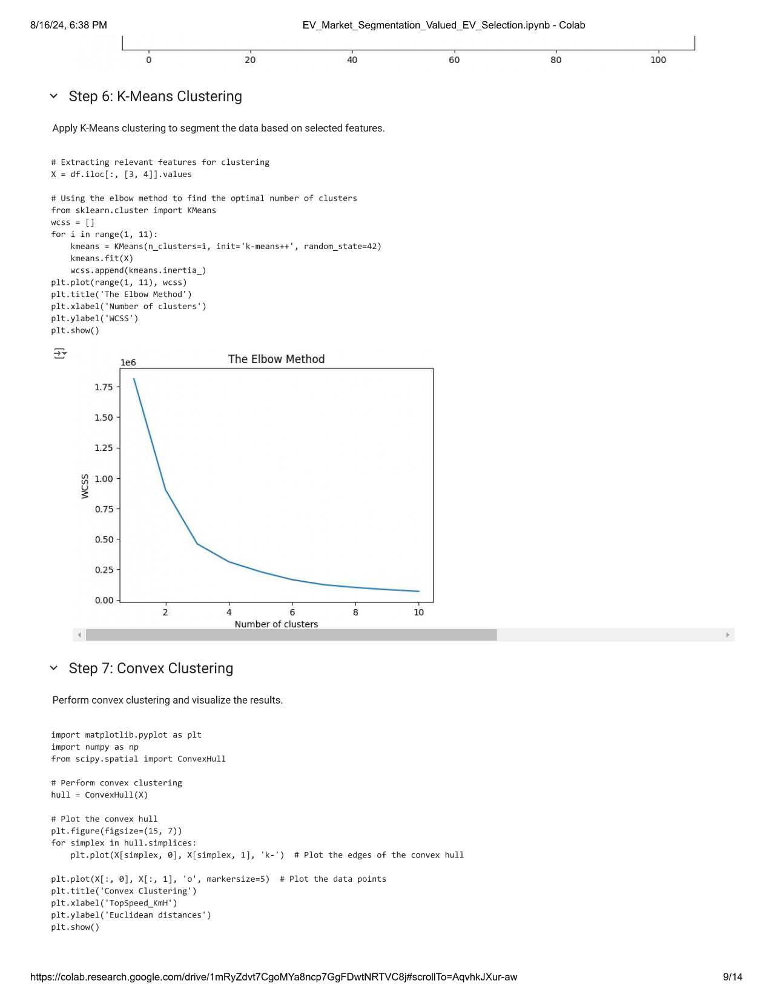 8/16/24, 6:38 PM EV_Market_Segmentation_Valued_EV_Selection.ipynb - Colab
0 20 40 60 80 100
Step 6: K-Means Clustering
Apply K-Means clustering to segment the data based on selected features.
# Extracting relevant features for clustering
X = df.iloc[:, [3, 4]].values
# Using the elbow method to find the optimal number of clusters
from sklearn.cluster import KMeans
wcss = []
for i in range(1, 11):
    kmeans = KMeans(n_clusters=i, init='k-means++', random_state=42)
    kmeans.fit(X)
    wcss.append(kmeans.inertia_)
plt.plot(range(1, 11), wcss)
plt.title('The Elbow Method')
plt.xlabel('Number of clusters')
plt.ylabel('WCSS')
plt.show()
The Elbow Method
1e6
1.75
1.50
1.25
1.00
0.75
0.50
0.25
0.00
WCSS
2 4 6 8 10
Number of clusters
Step 7: Convex Clustering
Perform convex clustering and visualize the results.
import matplotlib.pyplot as plt
import numpy as np
from scipy.spatial import ConvexHull
# Perform convex clustering
hull = ConvexHull(X)
# Plot the convex hull
plt.figure(figsize=(15, 7))
for simplex in hull.simplices:
    plt.plot(X[simplex, 0], X[simplex, 1], 'k-')  # Plot the edges of the convex hull
plt.plot(X[:, 0], X[:, 1], 'o', markersize=5)  # Plot the data points
plt.title('Convex Clustering')
plt.xlabel('TopSpeed_KmH')
plt.ylabel('Euclidean distances')
plt.show()
https://colab.research.google.com/drive/1mRyZdvt7CgoMYa8ncp7GgFDwtNRTVC8j#scrollTo=AqvhkJXur-aw 9/14